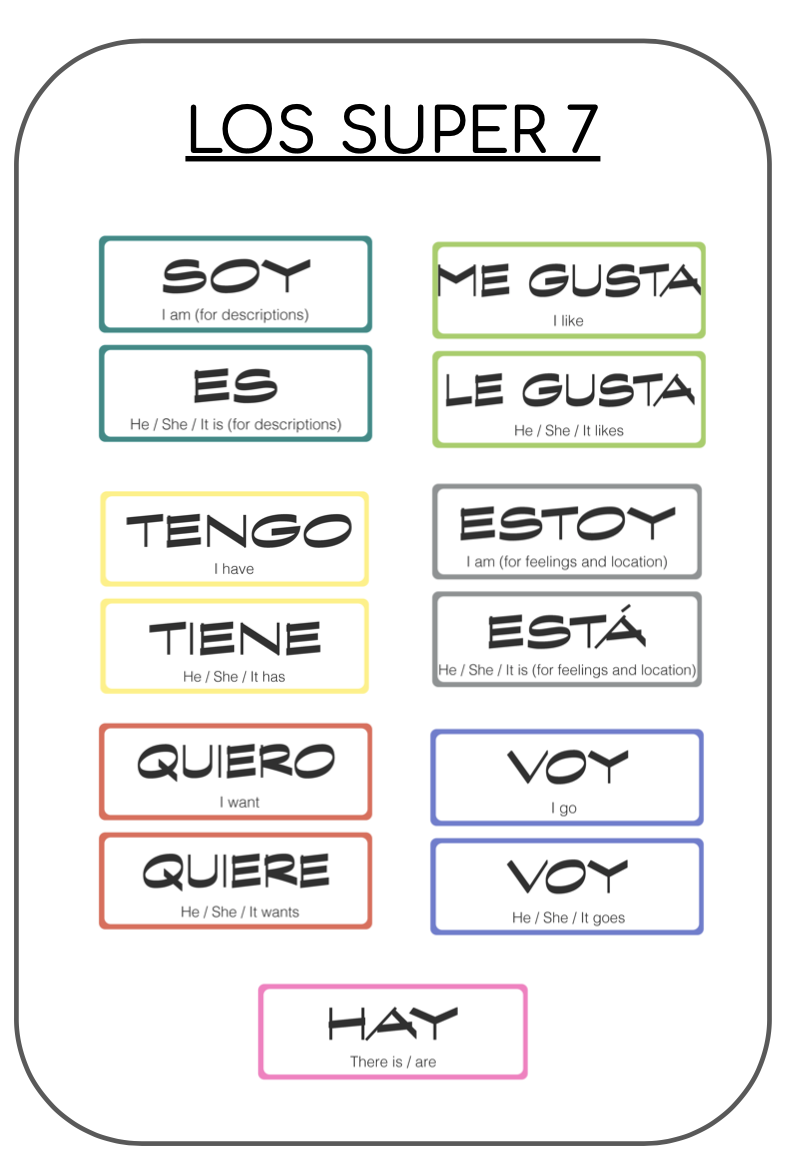 LOS SUPER 7
SOY
I am (for descriptions)
ES
He / She / It is (for descriptions)
TENGO
I have
TIENE
He / She / It has
QUIERO
I want
QUIERE
He / She / It wants
ME GUSTA
I like
LE GUSTA
He / She / It likes
ESTOY
I am (for feelings and location)
ESTÁ
He / She / It is (for feelings and location)
VOY
I go
VOY
He / She / It goes
HAY
There is / are